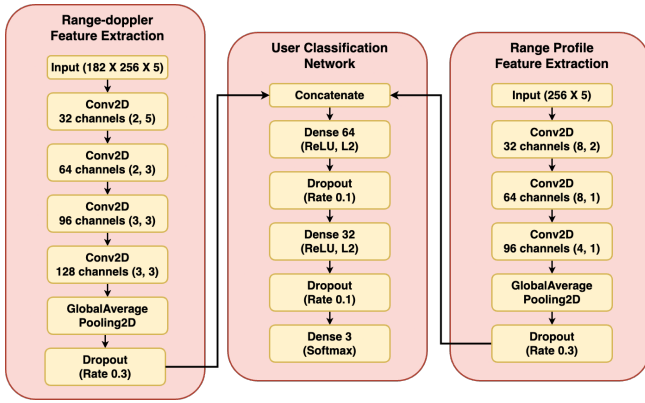 Range-doppler
Feature Extraction
Input (182 X 256 X 5)
Conv2D
32 channels (2, 5)
Conv2D
64 channels (2, 3)
Conv2D
96 channels (3, 3)
Conv2D
128 channels (3, 3)
GlobalAverage
Pooling2D
Dropout
(Rate 0.3)
User Classification
Network
Concatenate
Dense 64
(ReLU, L2)
Dropout
(Rate 0.1)
Dense 32
(ReLU, L2)
Dropout
(Rate 0.1)
Dense 3
(Softmax)
Range Profile
Feature Extraction
Input (256 X 5)
Conv2D
32 channels (8, 2)
Conv2D
64 channels (8, 1)
Conv2D
96 channels (4, 1)
GlobalAverage
Pooling2D
Dropout
(Rate 0.3)